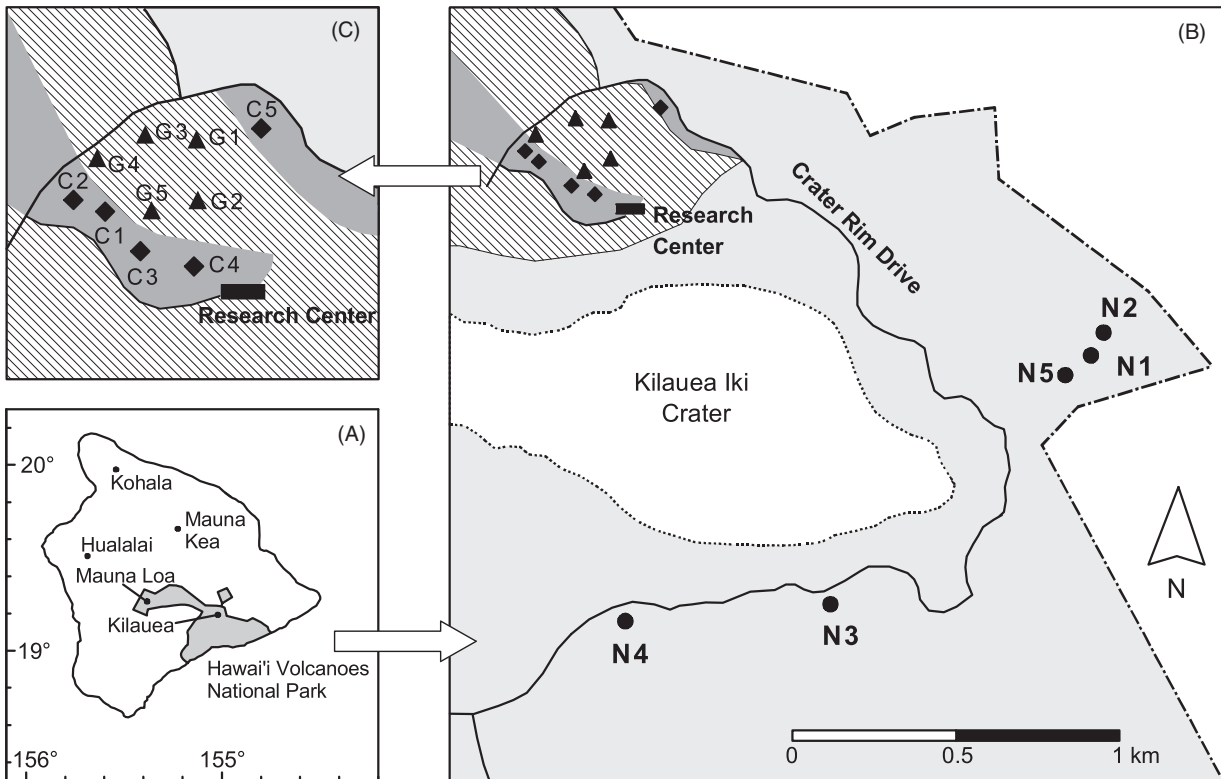 (C)
C5
G3
G1
G4
C2
G5
G2
C1
C3
C4
Research Center
(B)
Crater Rim Drive
Research
Center
N2
N1
N5
Kilauea Iki
Crater
N3
N4
N
0
0.5
1 km
(A)
20°
Kohala
Mauna
Kea
Hualalai
Mauna Loa
Kilauea
19°
Hawai'i Volcanoes
National Park
156°
155°